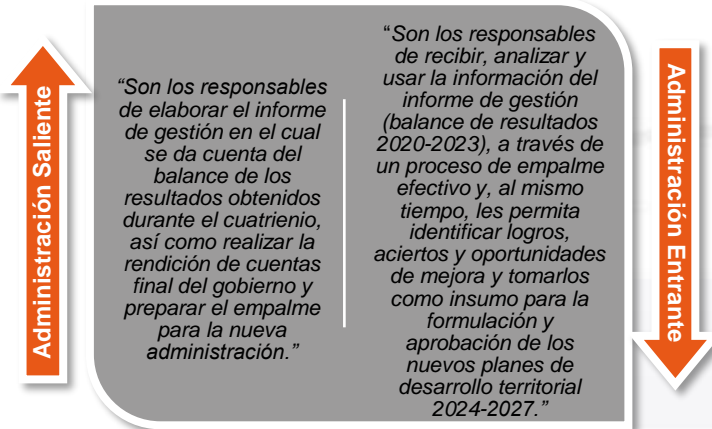 Administración Saliente
“Son los responsables
de elaborar el informe
de gestión en el cual
se da cuenta del
balance de los
resultados obtenidos
durante el cuatrienio,
así como realizar la
rendición de cuentas
final del gobierno y
preparar el empalme
para la nueva
administración.”
“Son los responsables
de recibir, analizar y
usar la información del
informe de gestión
(balance de resultados
2020-2023), a través de
un proceso de empalme
efectivo y, al mismo
tiempo, les permita
identificar logros,
aciertos y oportunidades
de mejora y tomarlos
como insumo para la
formulación y
aprobación de los
nuevos planes de
desarrollo territorial
2024-2027.”
Administración Entrante